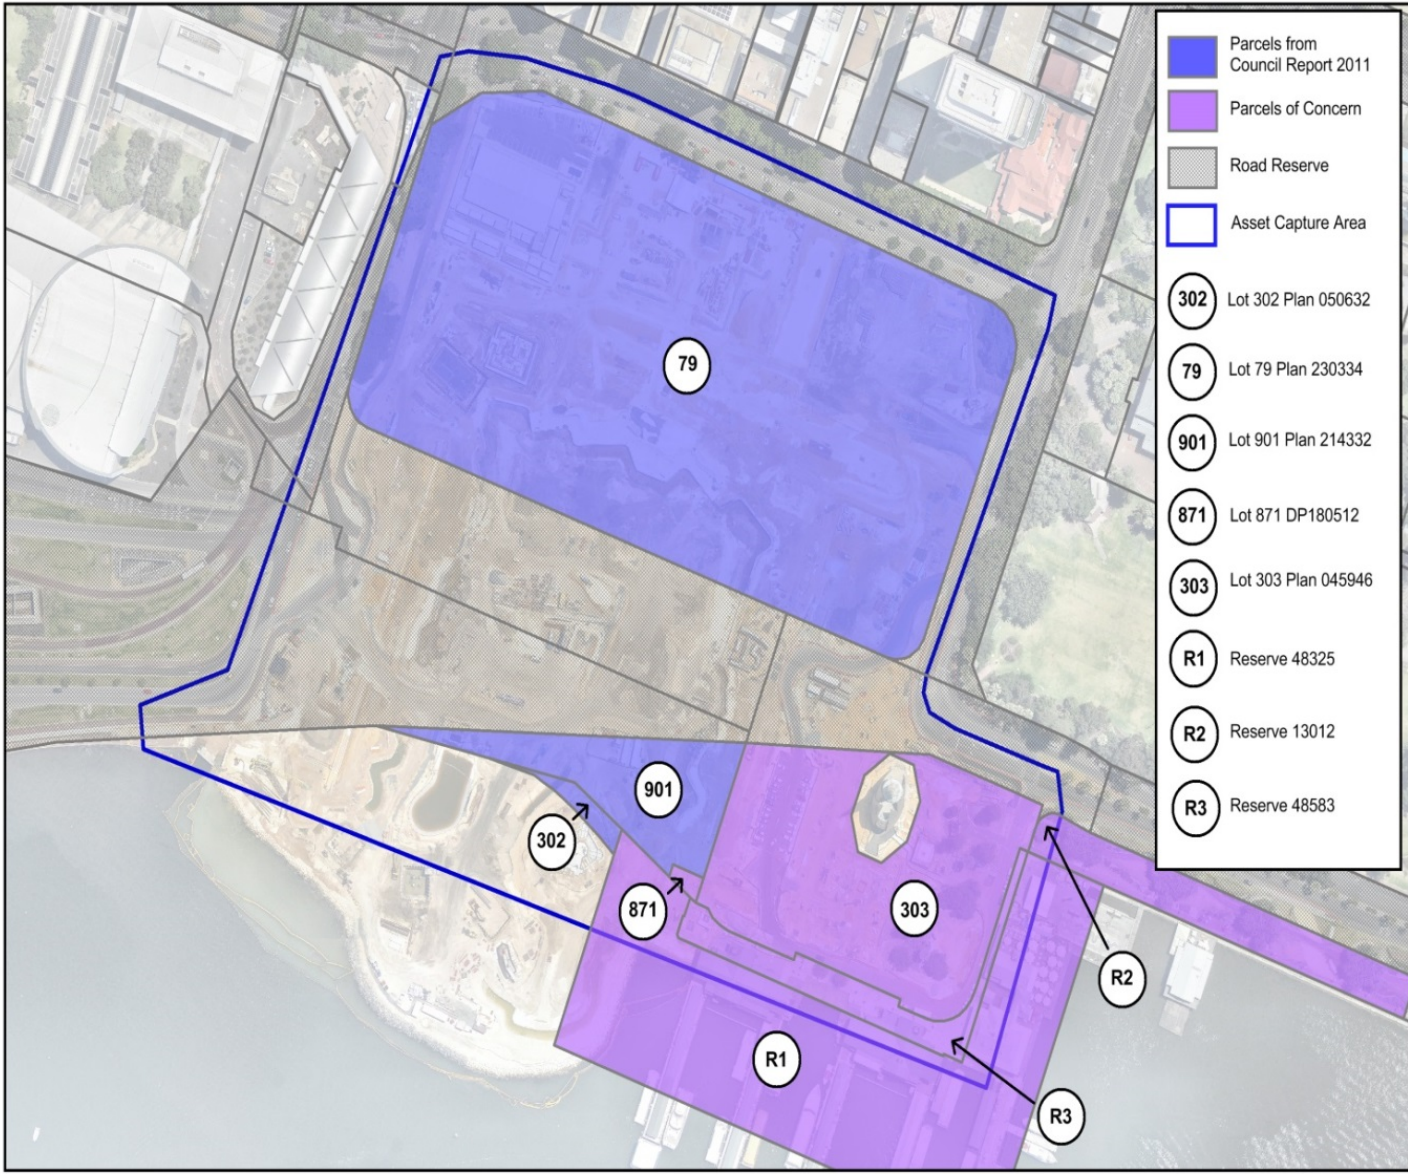 Parcels from
Council Report 2011
Parcels of Concern
Road Reserve
Asset Capture Area
302 Lot 302 Plan 050632
79 Lot 79 Plan 230334
901 Lot 901 Plan 214332
871 Lot 871 DP180512
303 Lot 303 Plan 045946
R1 Reserve 48325
R2 Reserve 13012
R3 Reserve 48583
79
901
302
871
303
R2
R1
R3